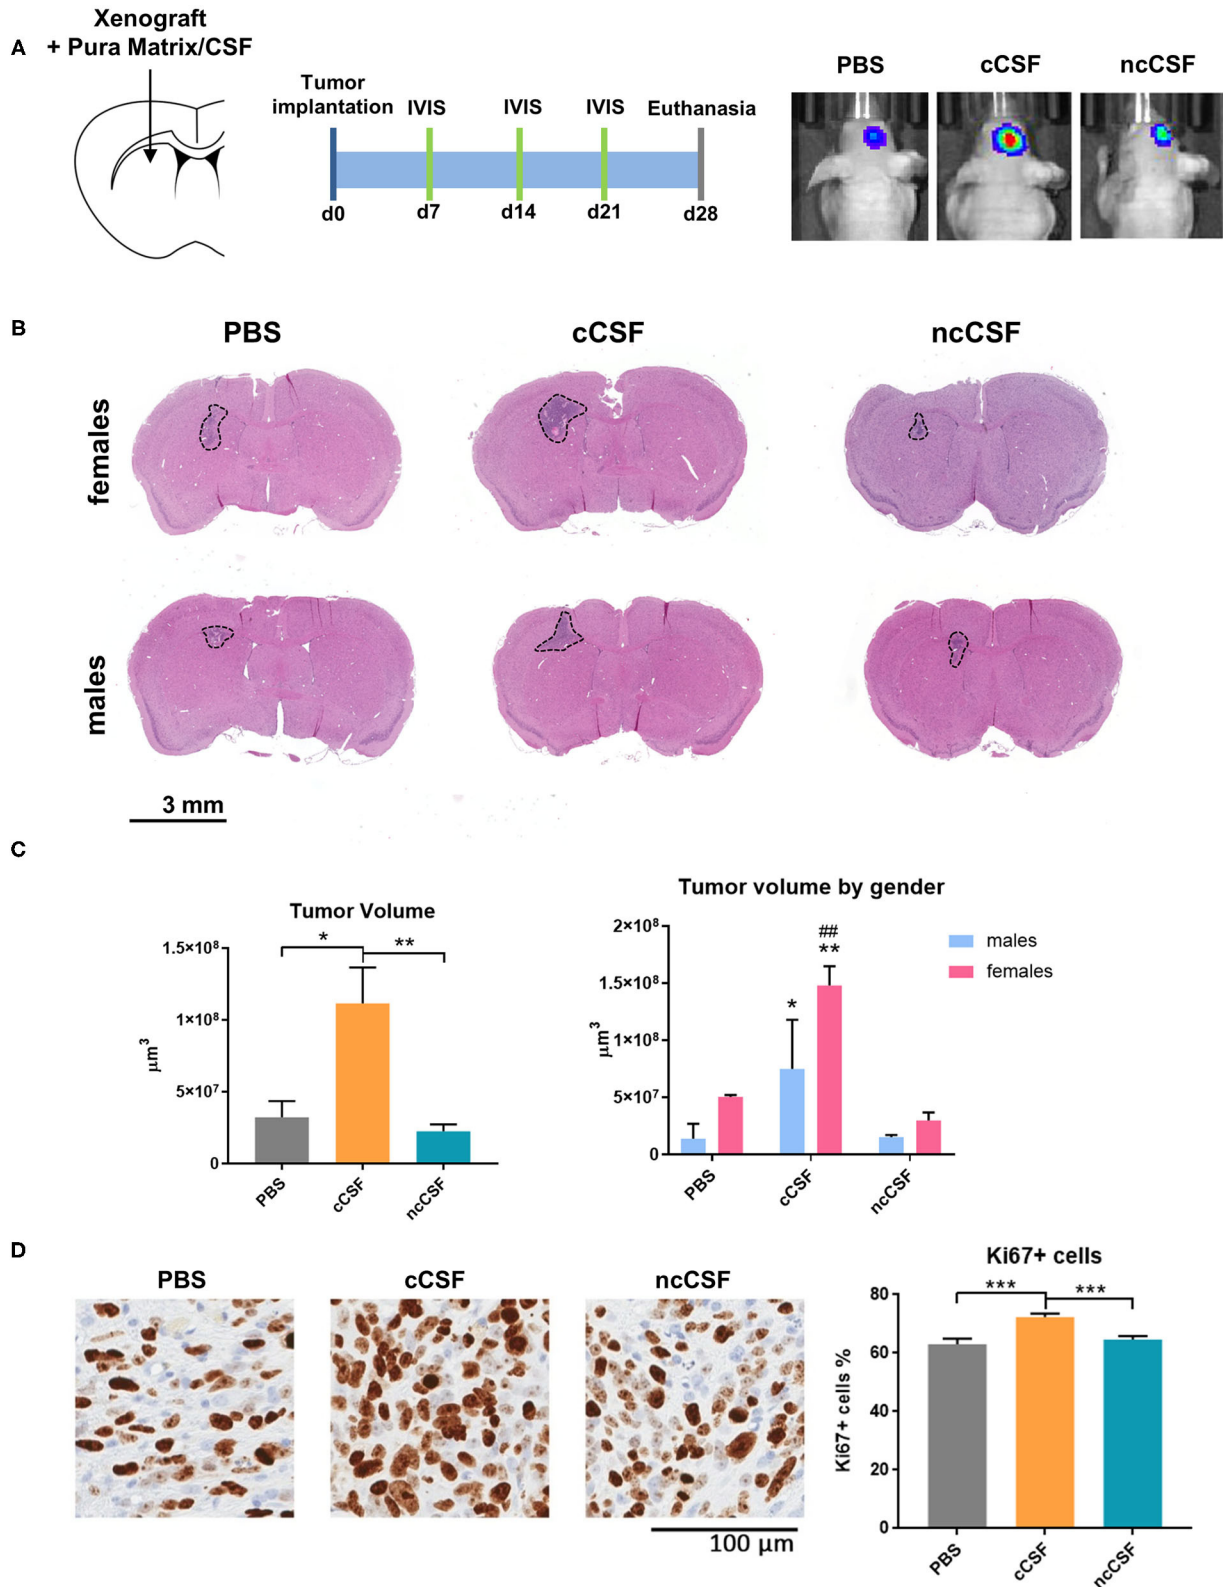 A
Xenograft
+ Pura Matrix/CSF
Tumor
implantation
IVIS
IVIS
IVIS
Euthanasia
d0
d7
d14
d21
d28
PBS
cCSF
ncCSF
B
PBS
cCSF
ncCSF
females
males
3 mm
C
Tumor Volume
1.5×10⁸
1×10⁸
5×10⁷
0
μm³
*
**
PBS
cCSF
ncCSF
Tumor volume by gender
2×10⁸
1.5×10⁸
1×10⁸
5×10⁷
0
μm³
*
##
**
males
females
PBS
cCSF
ncCSF
D
PBS
cCSF
ncCSF
100 μm
Ki67+ cells
80
60
40
20
0
Ki67+ cells %
***
***
PBS
cCSF
ncCSF